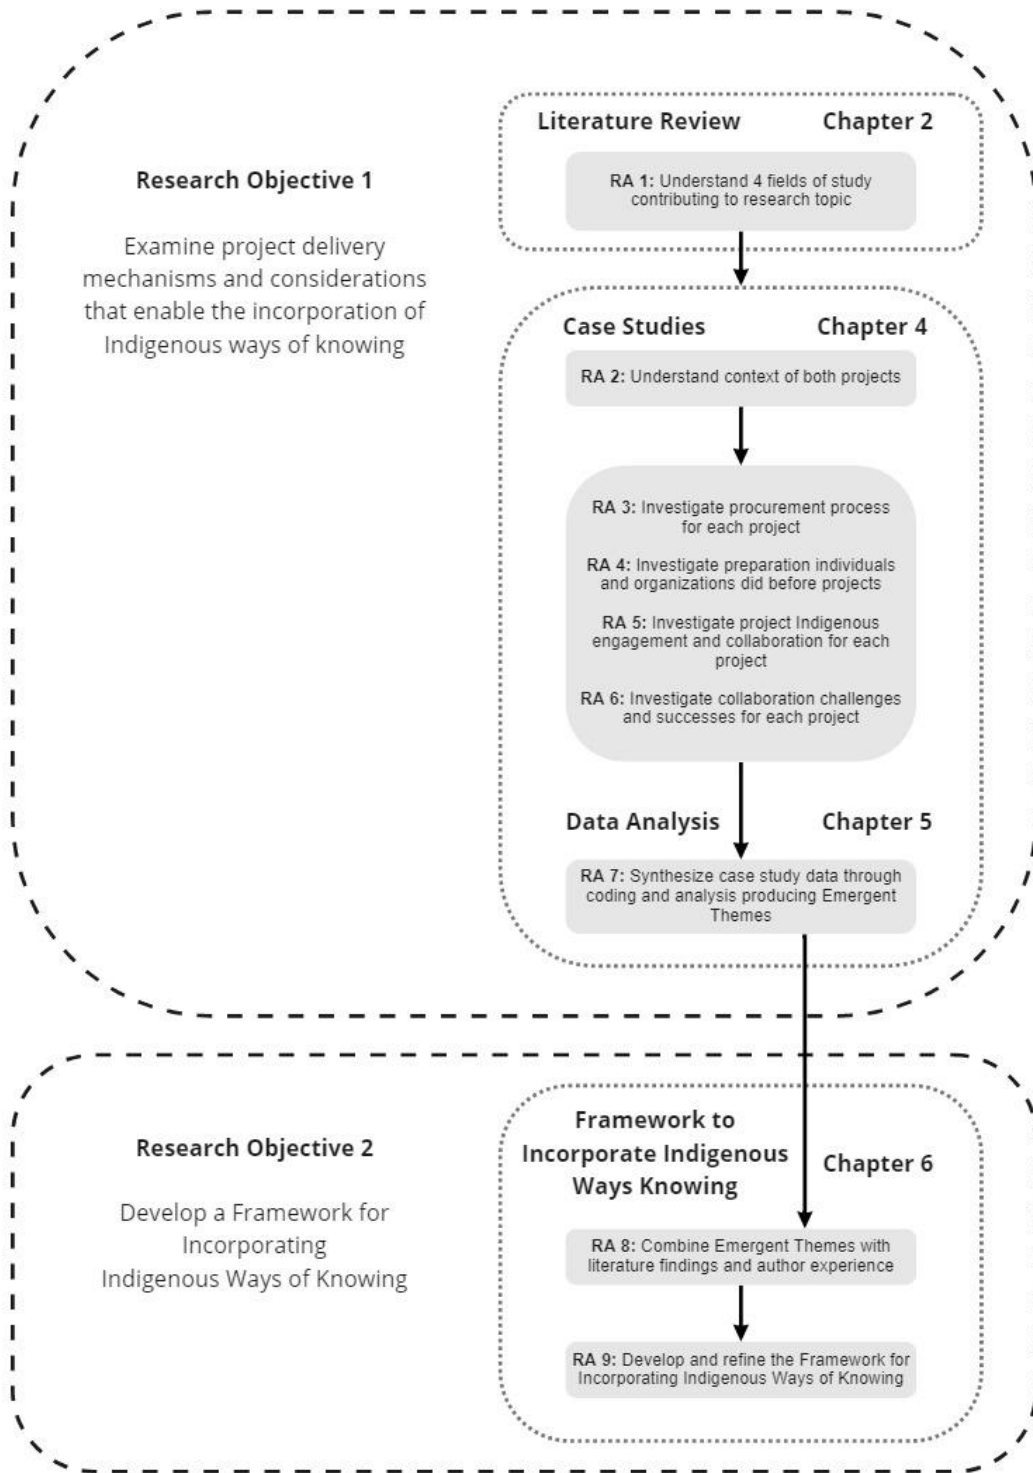 Literature Review Chapter 2
Research Objective 1
RA 1: Understand 4 fields of study
contributing to research topic
Examine project delivery
mechanisms and considerations
that enable the incorporation of
Indigenous ways of knowing
Case Studies Chapter 4
RA 2: Understand context of both projects
RA 3: Investigate procurement process
for each project
RA 4: Investigate preparation individuals
and organizations did before projects
RA 5: Investigate project Indigenous
engagement and collaboration for each
project
RA 6: Investigate collaboration challenges
and successes for each project
Data Analysis Chapter 5
RA 7: Synthesize case study data through
coding and analysis producing Emergent
Themes
Research Objective 2
Develop a Framework for
Incorporating
Indigenous Ways of Knowing
Framework to
Incorporate Indigenous
Ways Knowing
Chapter 6
RA 8: Combine Emergent Themes with
literature findings and author experience
RA 9: Develop and refine the Framework for
Incorporating Indigenous Ways of Knowing